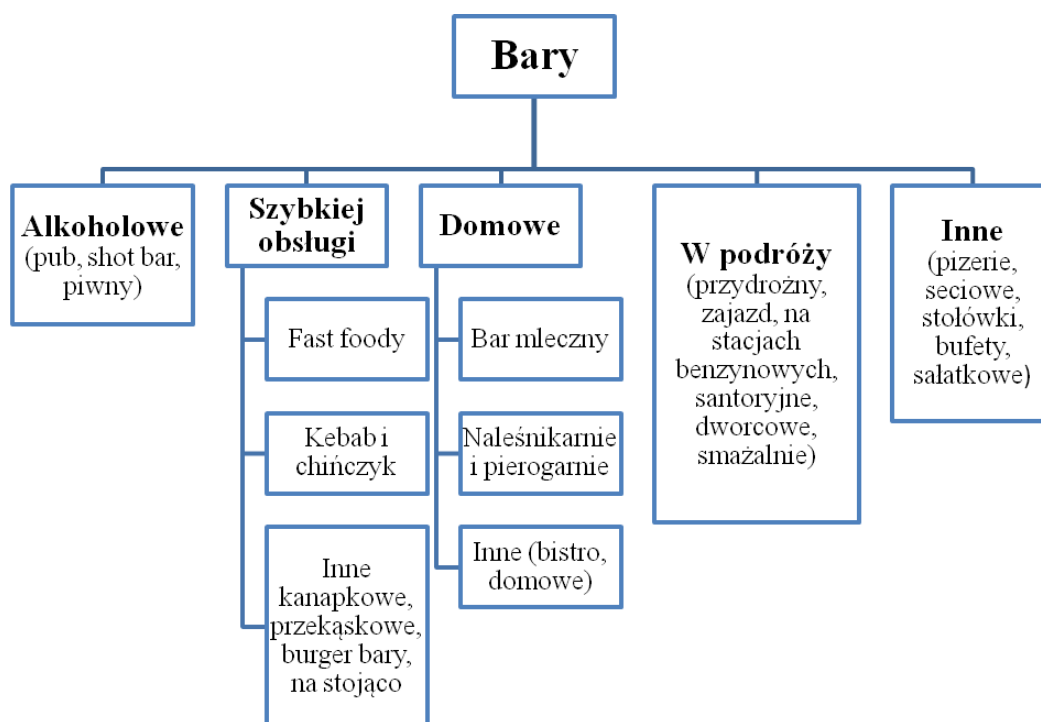 Bary
Alkoholowe
(pub, shot bar,
piwny)
Szybkiej
obsługi
Fast foody
Kebab i
chińczyk
Inne
kanapkowe,
przekąskowe,
burger bary,
na stojąco
Domowe
Bar mleczny
Naleśnikarnie
i pierogarnie
Inne (bistro,
domowe)
W podróży
(przydrożny,
zajazd, na
stacjach
benzynowych,
santoryjne,
dworcowe,
smażalnie)
Inne
(pizerie,
seciowe,
stołówki,
bufety,
sałatkowe)